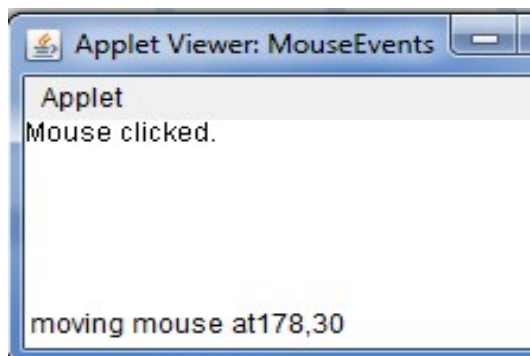 Applet Viewer: MouseEvents
Applet
Mouse clicked.
moving mouse at178,30